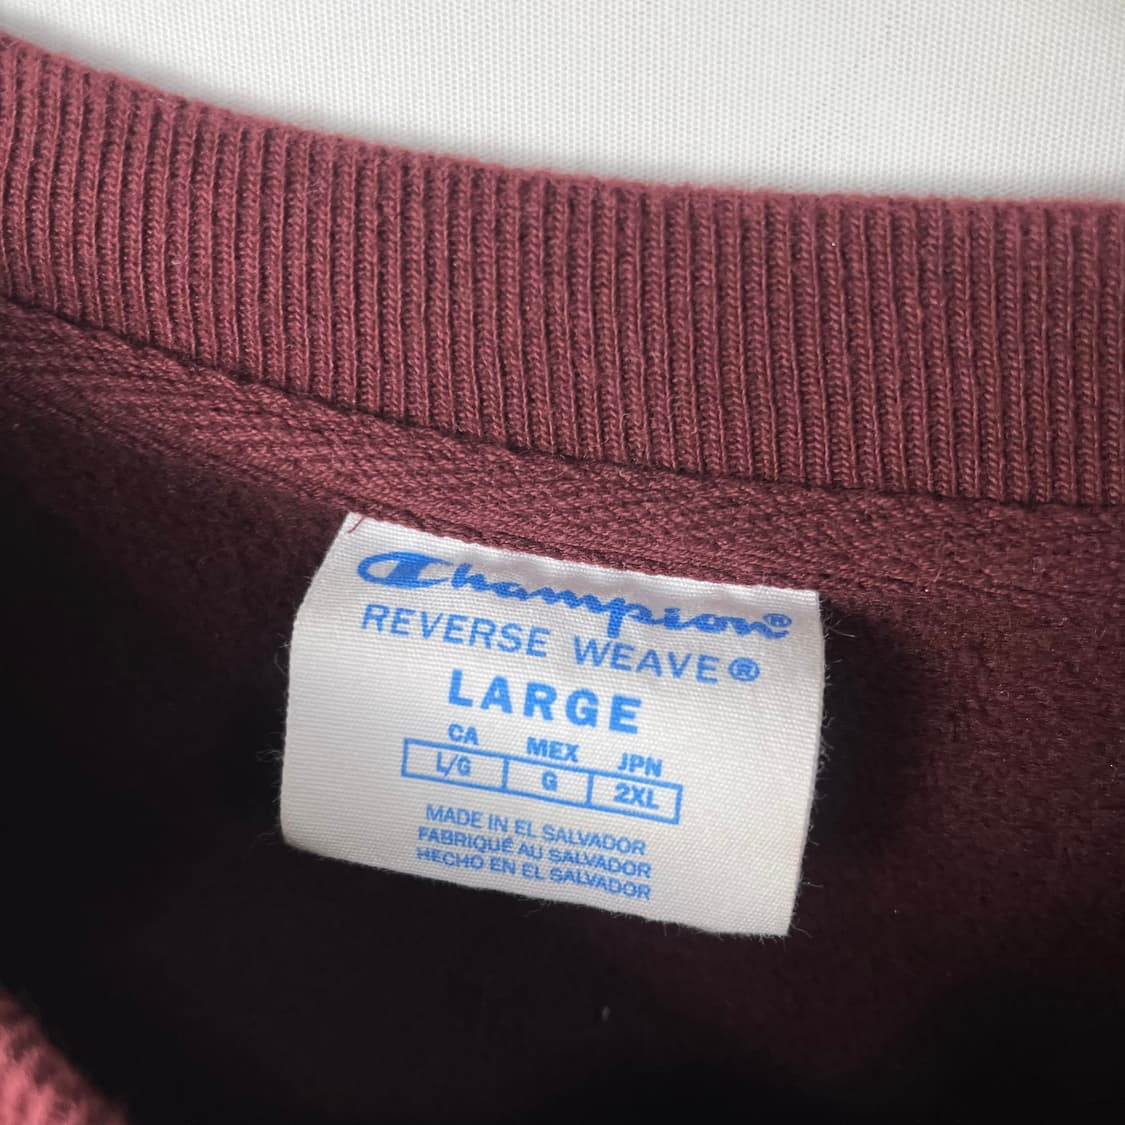 Champion®
REVERSE WEAVE®
LARGE
CA MEX JPN
L/G G 2XL
MADE IN EL SALVADOR
FABRIQUÉ AU SALVADOR
HECHO EN EL SALVADOR